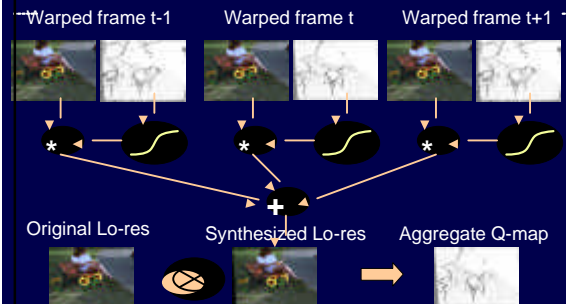 Warped frame t-1 Warped frame t Warped frame t+1
* * *
+
Original Lo-res Synthesized Lo-res Aggregate Q-map